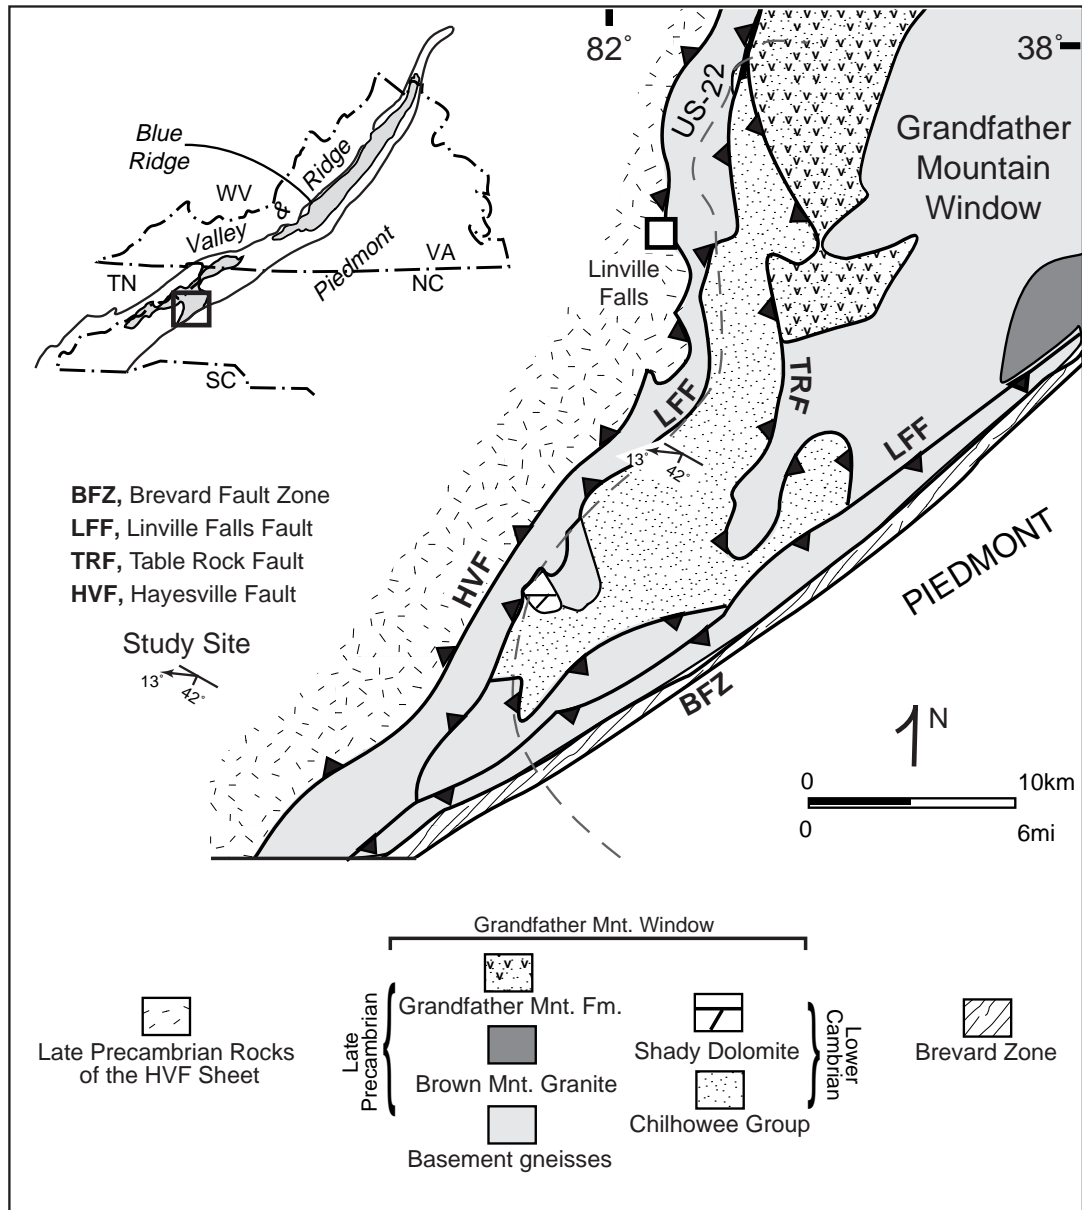 82°
38°
US-22
Grandfather
Mountain
Window
Blue
Ridge
Valley
&
Ridge
WV
VA
TN
NC
Piedmont
SC
Linville
Falls
LFF
TRF
LFF
13°
42°
HVF
BFZ
PIEDMONT
BFZ, Brevard Fault Zone
LFF, Linville Falls Fault
TRF, Table Rock Fault
HVF, Hayesville Fault
Study Site
13°
42°
N
0
10km
0
6mi
Grandfather Mnt. Window
Late Precambrian Rocks
of the HVF Sheet
Late
Precambrian
Grandfather Mnt. Fm.
Brown Mnt. Granite
Basement gneisses
Shady Dolomite
Chilhowee Group
Lower
Cambrian
Brevard Zone